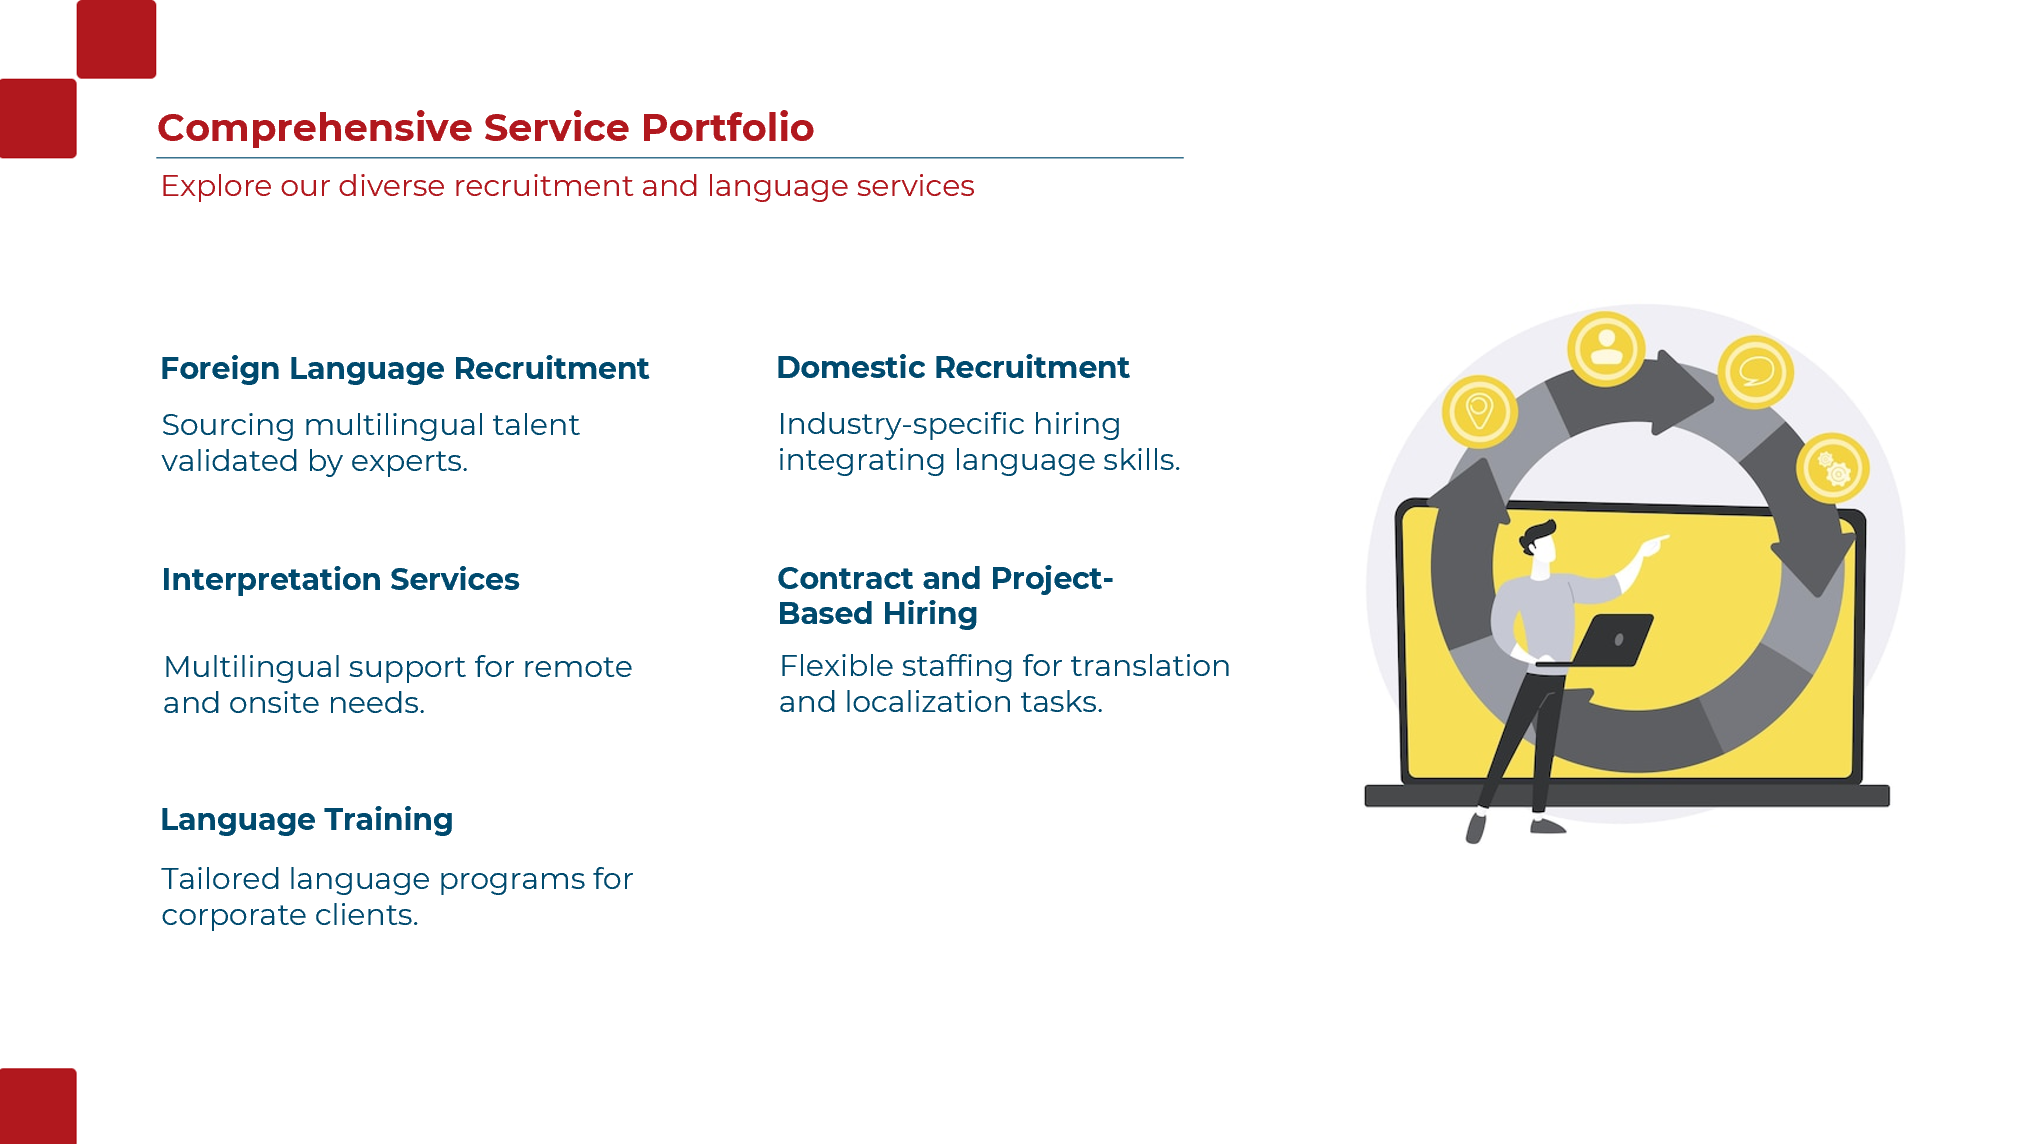 Comprehensive Service Portfolio
Explore our diverse recruitment and language services
Foreign Language Recruitment
Sourcing multilingual talent
validated by experts.
Domestic Recruitment
Industry-specific hiring
integrating language skills.
Interpretation Services
Multilingual support for remote
and onsite needs.
Contract and Project-
Based Hiring
Flexible staffing for translation
and localization tasks.
Language Training
Tailored language programs for
corporate clients.